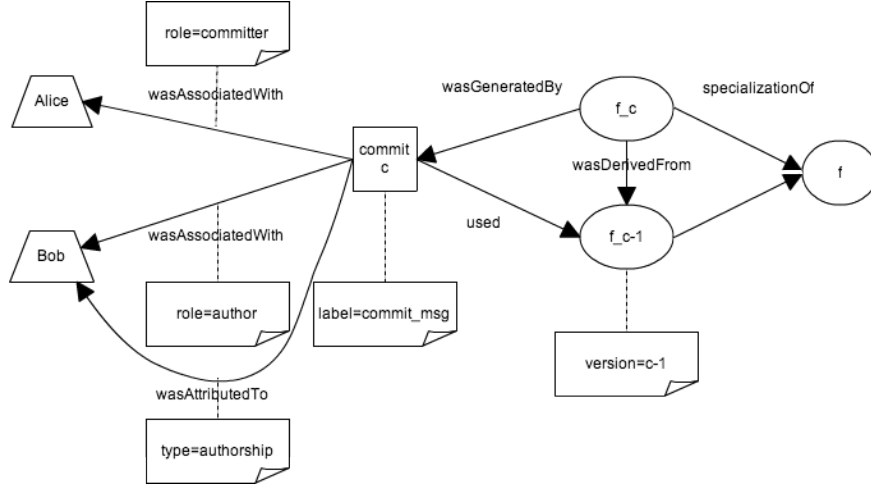 role=committer
wasAssociatedWith
Alice
wasGeneratedBy
specializationOf
f_c
commit
c
wasDerivedFrom
f
used
f_c-1
wasAssociatedWith
Bob
role=author
label=commit_msg
version=c-1
wasAttributedTo
type=authorship